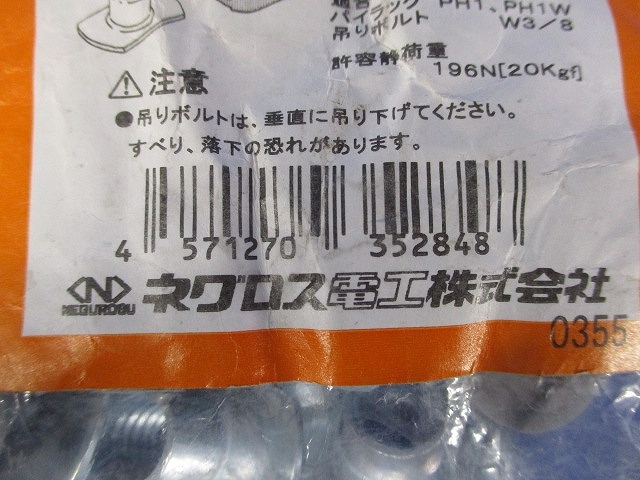 適合
パイラック PH1、PH1W
吊りボルト W3/8
許容静荷重
196N[20Kgf]
注意
●吊りボルトは、垂直に吊り下げてください。
すべり、落下の恐れがあります。
4 571270 352848
NEGUROSU ネグロス電工株式会社
0355